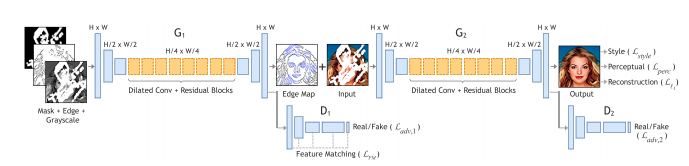 H x W
H/2 x W/2
G1
H/4 x W/4
H/2 x W/2
H x W
Dilated Conv + Residual Blocks
Mask + Edge +
Grayscale
Edge Map
+
Input
H x W
H/2 x W/2
G2
H/4 x W/4
H/2 x W/2
H x W
Dilated Conv + Residual Blocks
Output
Style (ℒstyle)
Perceptual (ℒperc)
Reconstruction (ℒℓ1)
D1
Real/Fake (ℒadv,1)
Feature Matching (ℒFM)
D2
Real/Fake
(ℒadv,2)